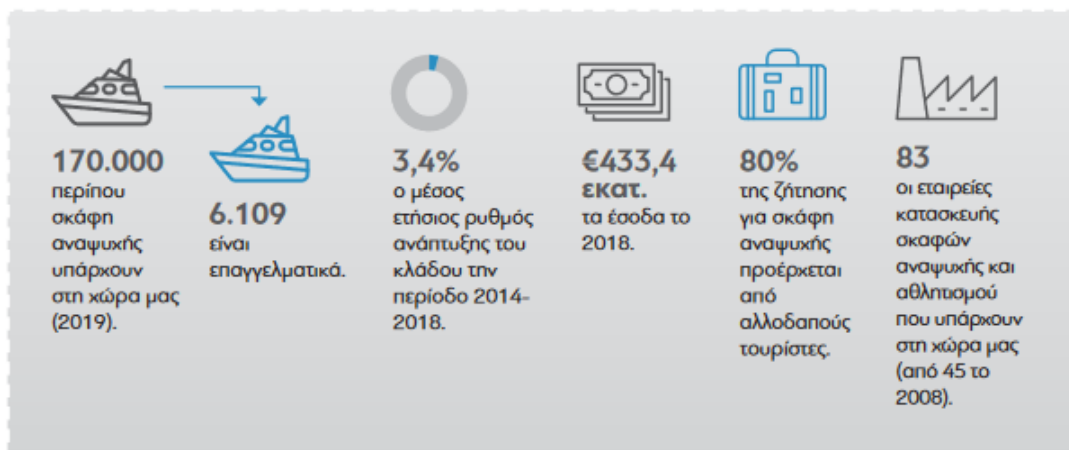 170.000
περίπου
σκάφη
αναψυχής
υπάρχουν
στη χώρα μας
(2019).
6.109
είναι
επαγγελματικά.
3,4%
ο μέσος
ετήσιος ρυθμός
ανάπτυξης του
κλάδου την
περίοδο 2014-
2018.
€433,4
εκατ.
τα έσοδα το
2018.
80%
της ζήτησης
για σκάφη
αναψυχής
προέρχεται
από
αλλοδαπούς
τουρίστες.
83
οι εταιρείες
κατασκευής
σκαφών
αναψυχής και
αθλητισμού
που υπάρχουν
στη χώρα μας
(από 45 το
2008).